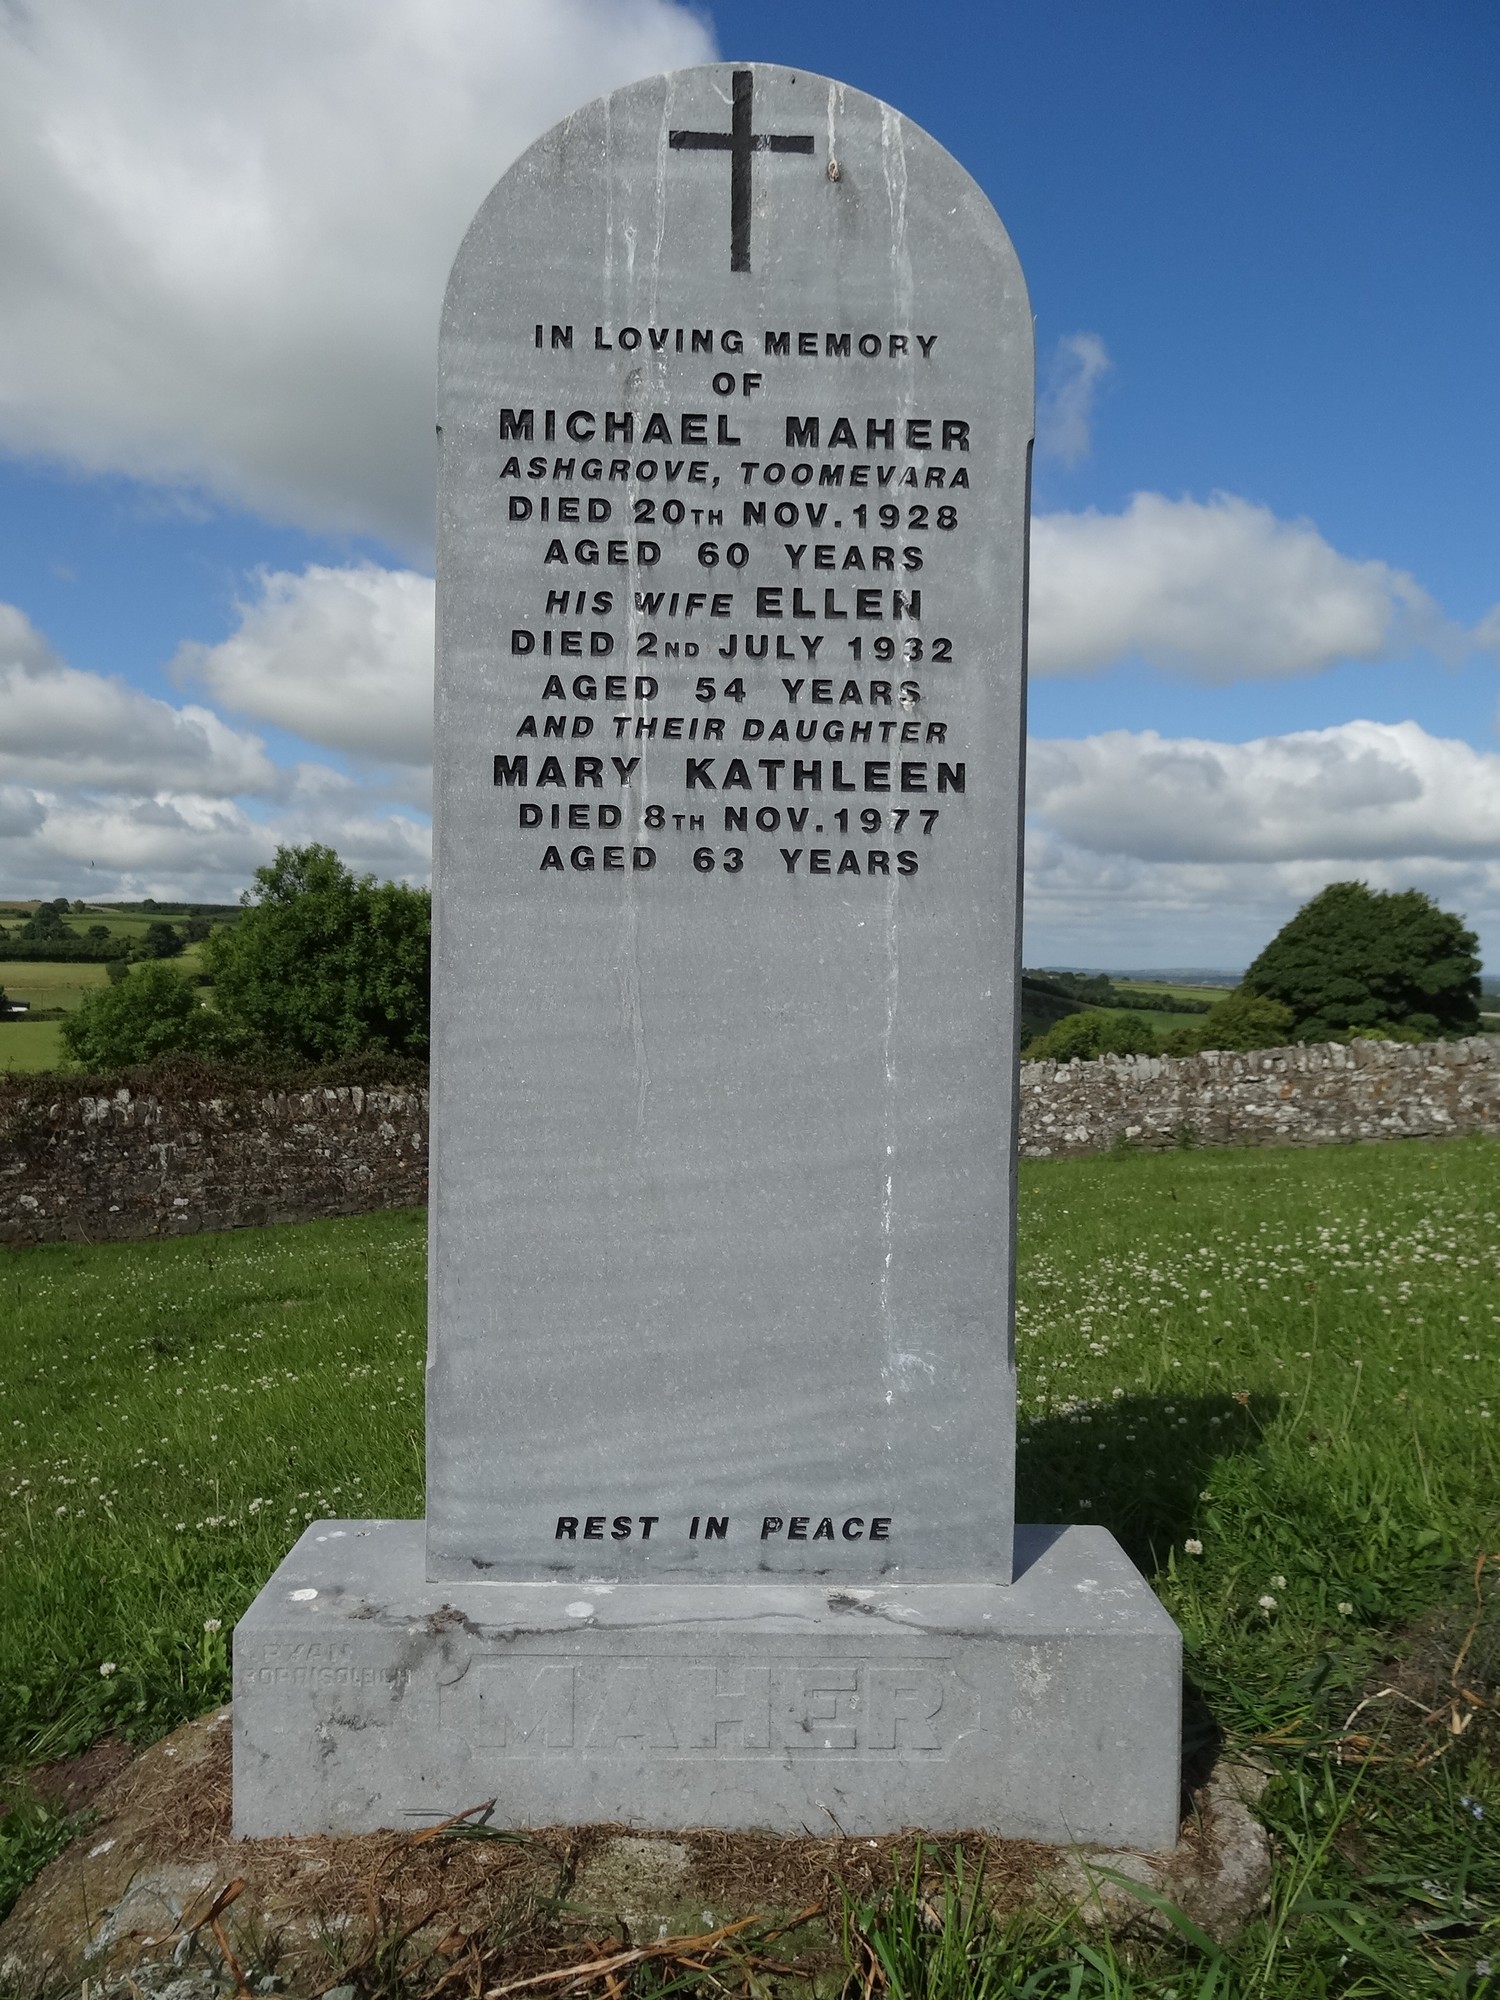 IN LOVING MEMORY
OF
MICHAEL MAHER
ASHGROVE, TOOMEVARA
DIED 20TH NOV. 1928
AGED 60 YEARS
HIS WIFE ELLEN
DIED 2ND JULY 1932
AGED 54 YEARS
AND THEIR DAUGHTER
MARY KATHLEEN
DIED 8TH NOV. 1977
AGED 63 YEARS
REST IN PEACE
RYAN
BORRISOLEIGH
MAHER